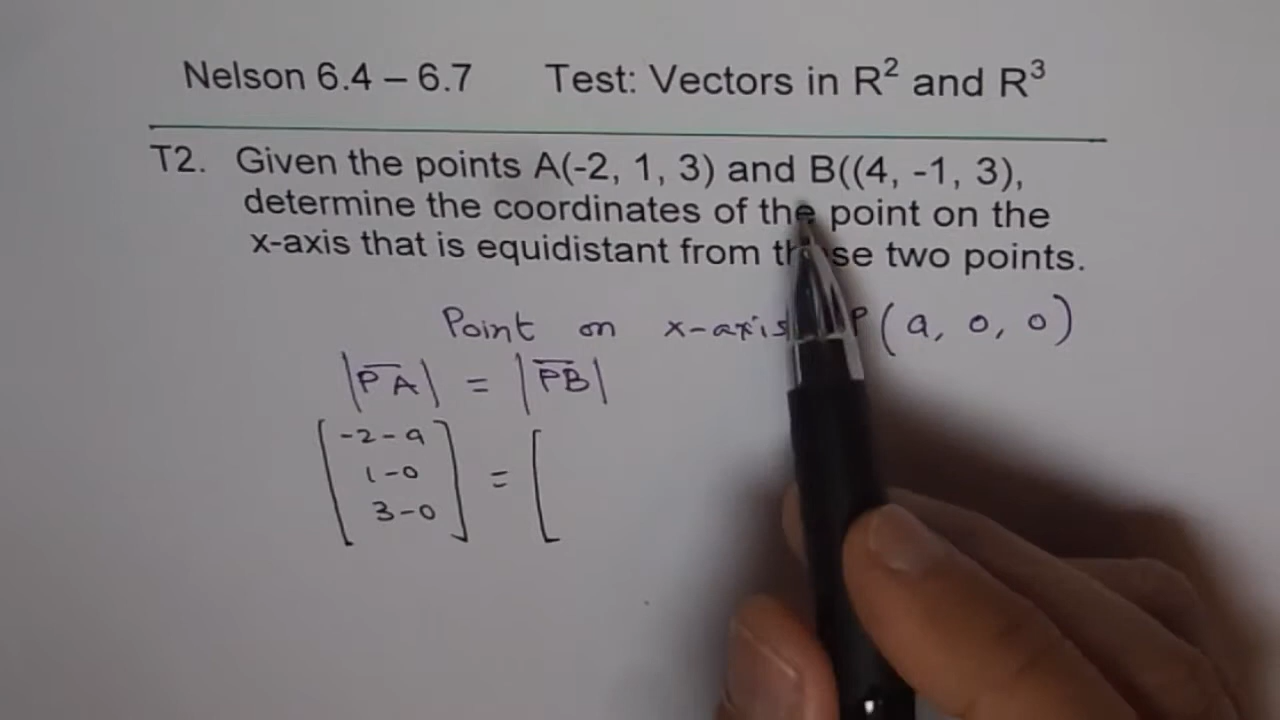 Nelson 6.4 – 6.7 Test: Vectors in R² and R³
T2. Given the points A(-2, 1, 3) and B((4, -1, 3),
determine the coordinates of the point on the
x-axis that is equidistant from these two points.
Point on x-axis P(a, 0, 0)
|PA| = |PB|
[-2-a
1-0
3-0] = [